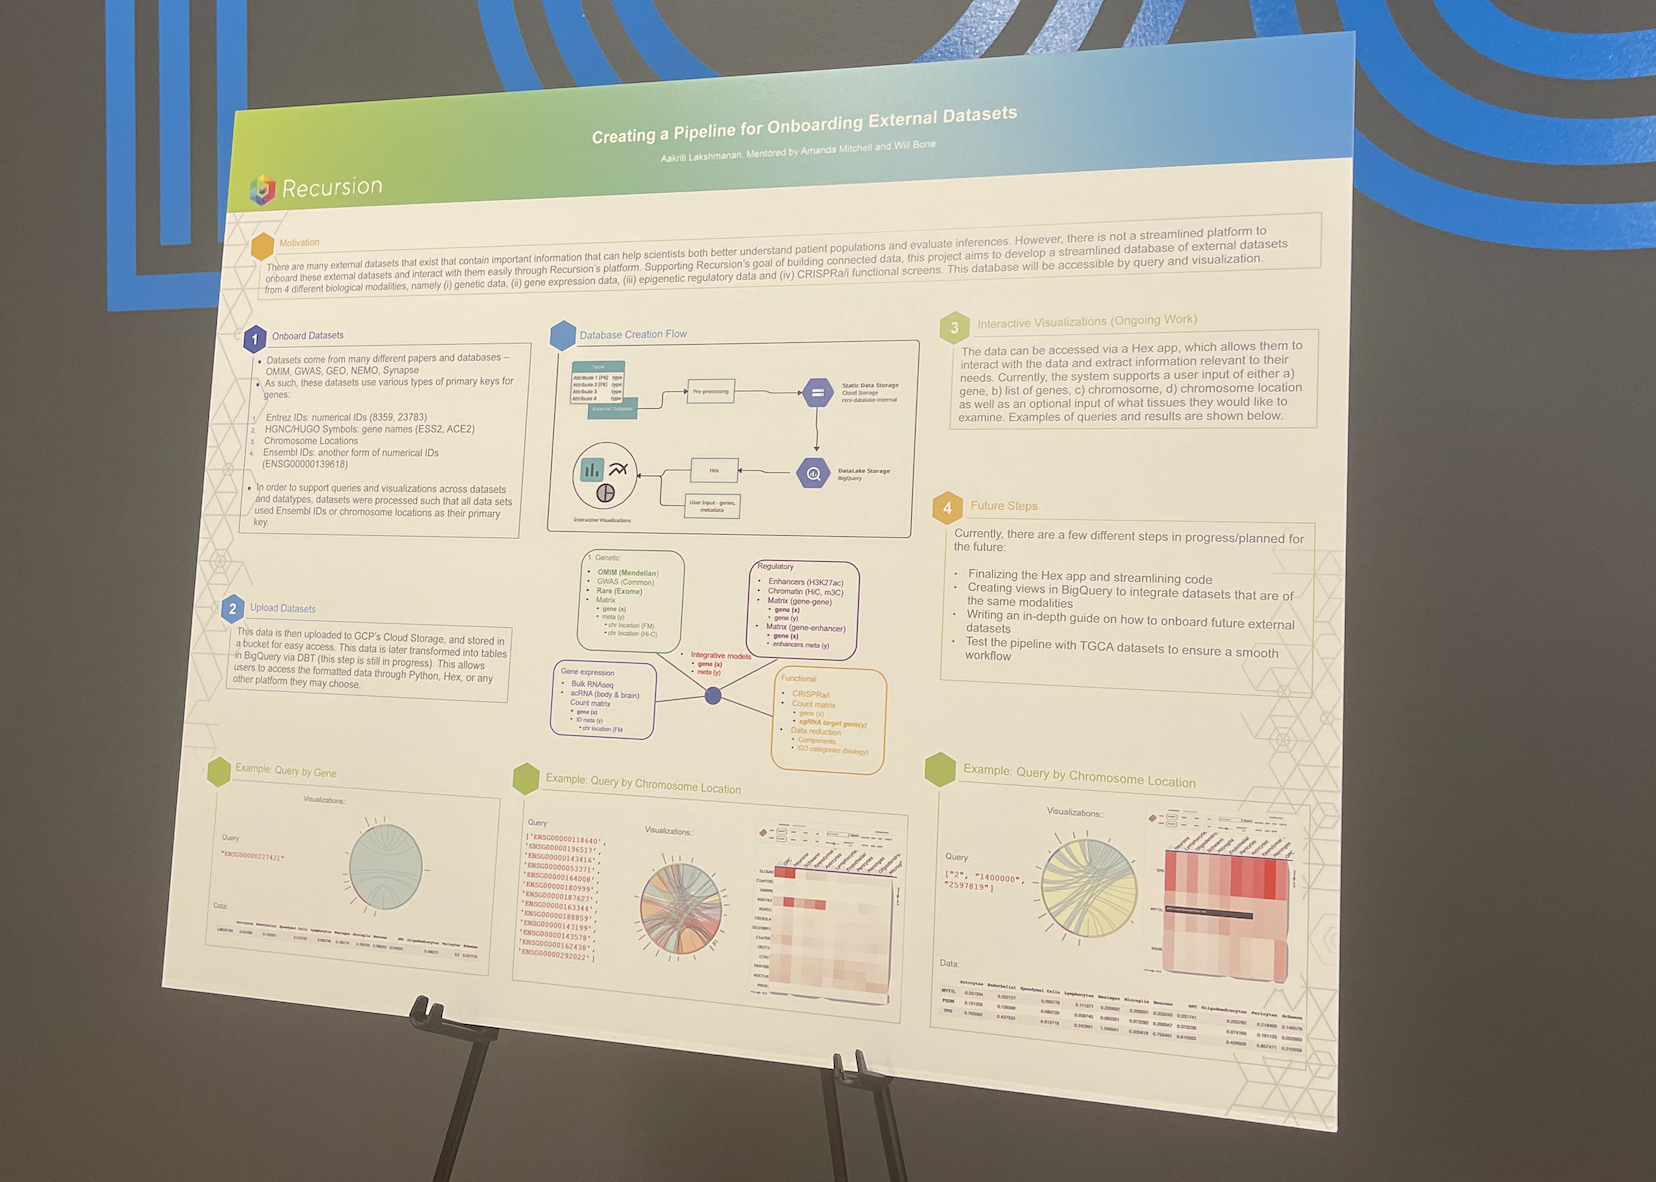 Creating a Pipeline for Onboarding External Datasets
Aakriti Lakshmanan, Mentored by Amanda Mitchell and Will Bone
Recursion
Motivation
There are many external datasets that exist that contain important information that can help scientists both better understand patient populations and evaluate inferences. However, there is not a streamlined platform to
onboard these external datasets and interact with them easily through Recursion's platform. Supporting Recursion's goal of building connected data, this project aims to develop a streamlined database of external datasets
from 4 different biological modalities, namely (i) genetic data, (ii) gene expression data, (iii) epigenetic regulatory data and (iv) CRISPRa/i functional screens. This database will be accessible by query and visualization.
1
Onboard Datasets
• Datasets come from many different papers and databases –
OMIM, GWAS, GEO, NEMO, Synapse
• As such, these datasets use various types of primary keys for
genes:
1. Entrez IDs: numerical IDs (8359, 23783)
2. HGNC/HUGO Symbols: gene names (ESS2, ACE2)
3. Chromosome Locations
4. Ensembl IDs: another form of numerical IDs
(ENSG00000139618)
• In order to support queries and visualizations across datasets
and datatypes, datasets were processed such that all data sets
used Ensembl IDs or chromosome locations as their primary
key.
2
Upload Datasets
This data is then uploaded to GCP's Cloud Storage, and stored in
a bucket for easy access. This data is later transformed into tables
in BigQuery via DBT (this step is still in progress). This allows
users to access the formatted data through Python, Hex, or any
other platform they may choose.
Database Creation Flow
Table
Attribute 1 (PK) type
Attribute 2 (FK) type
Attribute 3 type
Attribute 4 type
External Datasets
Pre-processing
Static Data Storage
Cloud Storage
DataLake Storage
BigQuery
Hex
User Input - genes,
metadata
Interactive Visualizations
1. Genetic
• OMIM (Mendelian)
• GWAS (Common)
• Rare (Exome)
• Matrix
• gene (x)
• meta (y)
• chr location (FM)
• chr location (Hi-C)
Regulatory
• Enhancers (H3K27ac)
• Chromatin (HiC, m3C)
• Matrix (gene-gene)
• gene (x)
• gene (y)
• Matrix (gene-enhancer)
• gene (x)
• enhancers meta (y)
• Integrative models
• gene (x)
• meta (y)
Gene expression
• Bulk RNAseq
• scRNA (body & brain)
Count matrix
• gene (x)
• ID meta (y)
• chr location (FM
Functional
• CRISPRa/i
• Count matrix
• gene (x)
• sgRNA target gene(y)
• Data reduction
• Components
• GO categories (biology)
3
Interactive Visualizations (Ongoing Work)
The data can be accessed via a Hex app, which allows them to
interact with the data and extract information relevant to their
needs. Currently, the system supports a user input of either a)
gene, b) list of genes, c) chromosome, d) chromosome location
as well as an optional input of what tissues they would like to
examine. Examples of queries and results are shown below.
4
Future Steps
Currently, there are a few different steps in progress/planned for
the future:
• Finalizing the Hex app and streamlining code
• Creating views in BigQuery to integrate datasets that are of
the same modalities
• Writing an in-depth guide on how to onboard future external
datasets
• Test the pipeline with TGCA datasets to ensure a smooth
workflow
Example: Query by Gene
Visualizations::
Query:
"ENSG00000227421"
Data:
Example: Query by Chromosome Location
Query:
['ENSG00000118640',
'ENSG00000196517',
'ENSG00000143416',
'ENSG00000053371',
'ENSG00000164008',
'ENSG00000180999',
'ENSG00000187627',
'ENSG00000163344',
'ENSG00000188859',
'ENSG00000143199',
'ENSG00000143578',
'ENSG00000162438',
'ENSG00000292022']
Visualizations::
Example: Query by Chromosome Location
Visualizations::
Query
["2", "1400000",
"2597819"]
Data:
Astrocytes Endothelial Ependymal Cells Lymphocytes Meninges Microglia Neurons OPC Oligodendrocytes Pericytes Schwann
MYT1L
PXDN
TPO